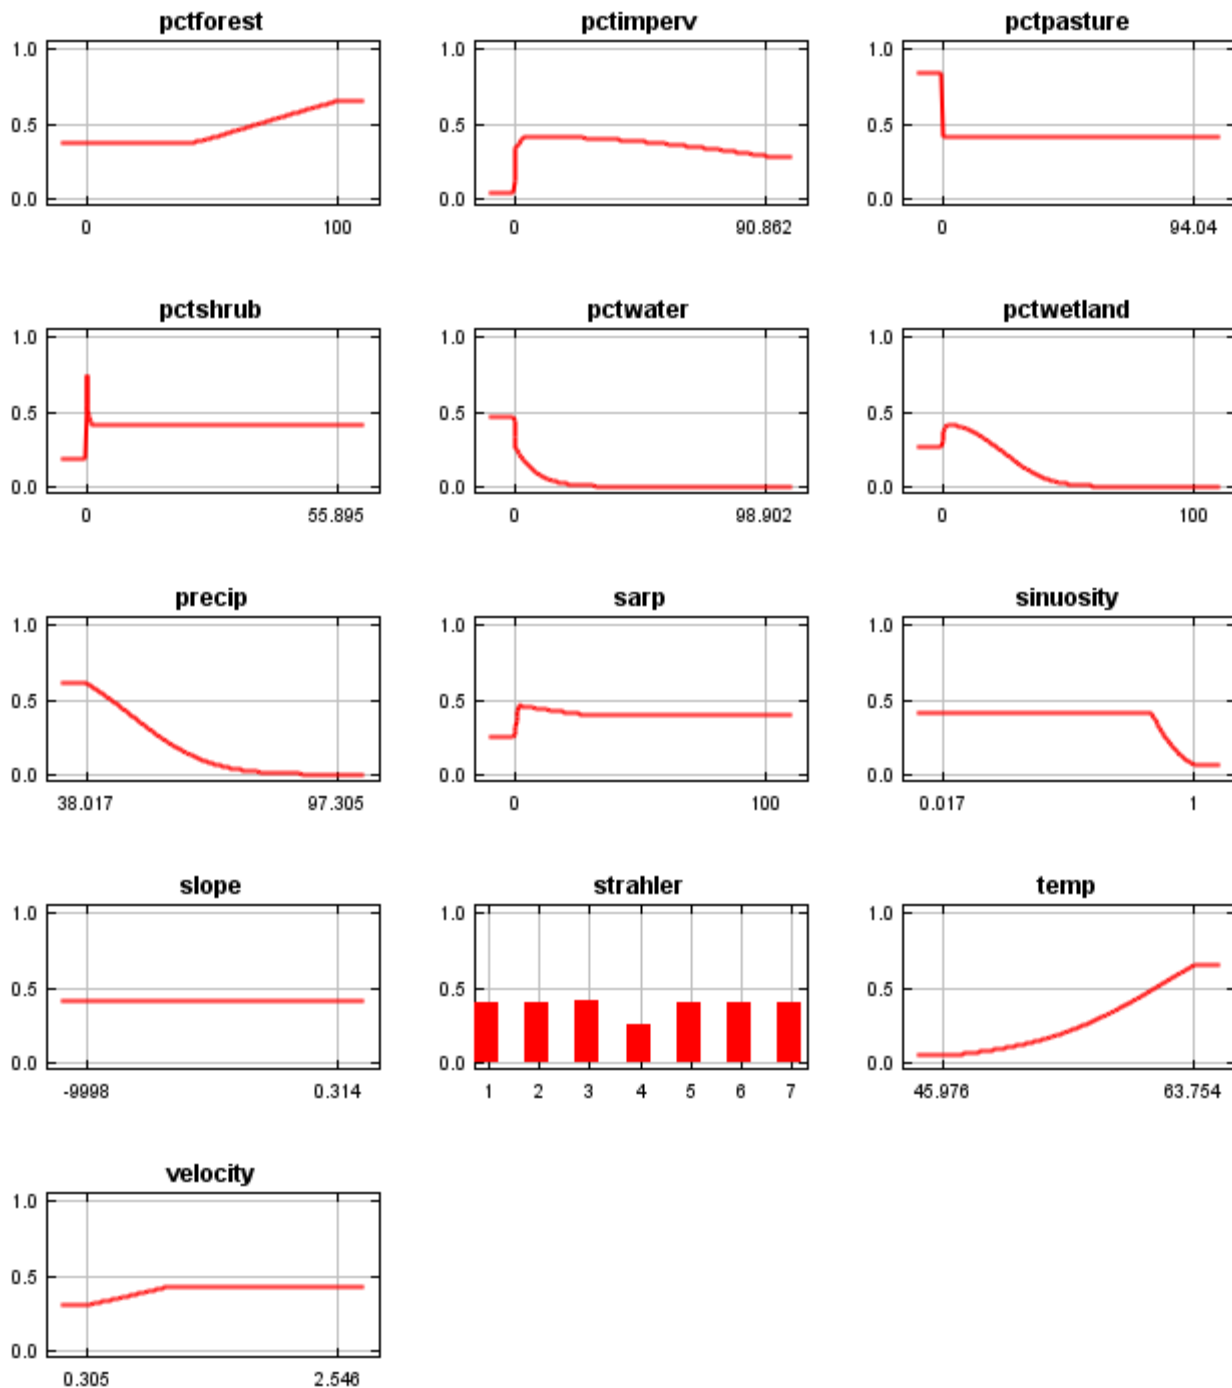 pctforest pctimperv pctpasture
1.0 1.0 1.0
0.5 0.5 0.5
0.0 0.0 0.0
0 100 0 90.862 0 94.04
pctshrub pctwater pctwetland
1.0 1.0 1.0
0.5 0.5 0.5
0.0 0.0 0.0
0 55.895 0 98.902 0 100
precip sarp sinuosity
1.0 1.0 1.0
0.5 0.5 0.5
0.0 0.0 0.0
38.017 97.305 0 100 0.017 1
slope strahler temp
1.0 1.0 1.0
0.5 0.5 0.5
0.0 0.0 0.0
-9998 0.314 1 2 3 4 5 6 7 45.976 63.754
velocity
1.0
0.5
0.0
0.305 2.546